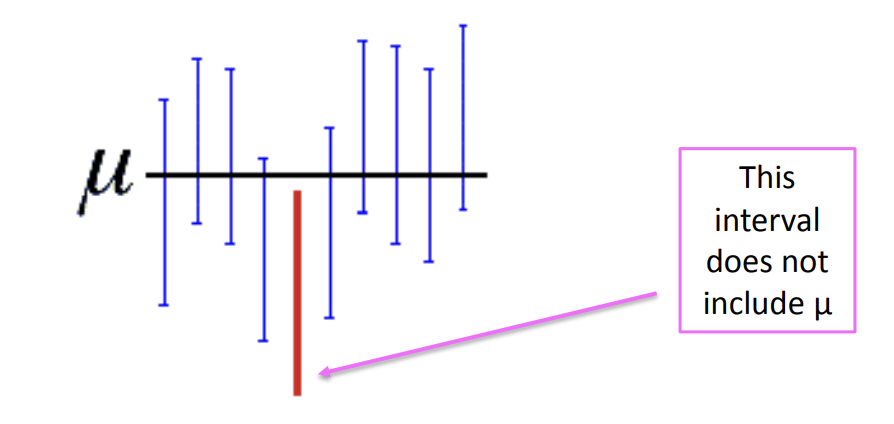 μ
This
interval
does not
include μ